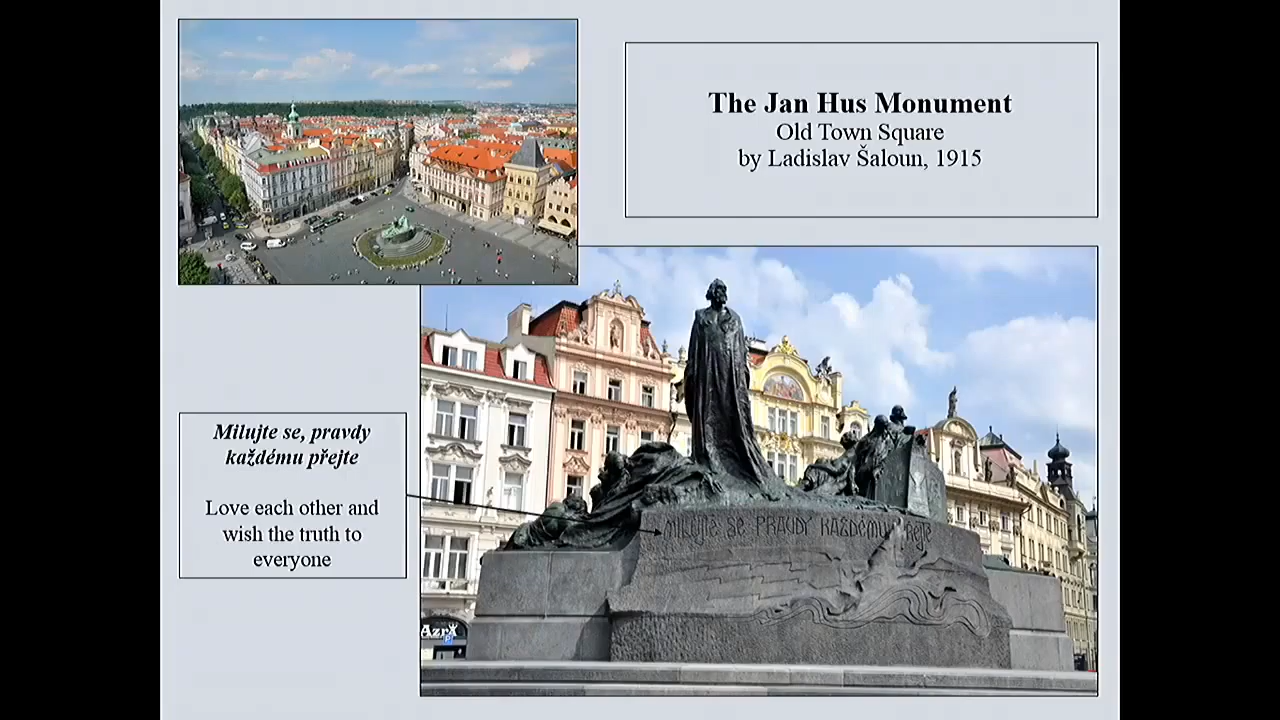 The Jan Hus Monument
Old Town Square
by Ladislav Šaloun, 1915
Milujte se, pravdy
každému přejte
Love each other and
wish the truth to
everyone
MILUJTE SE PRAVDY KAŽDÉMU
AZrA